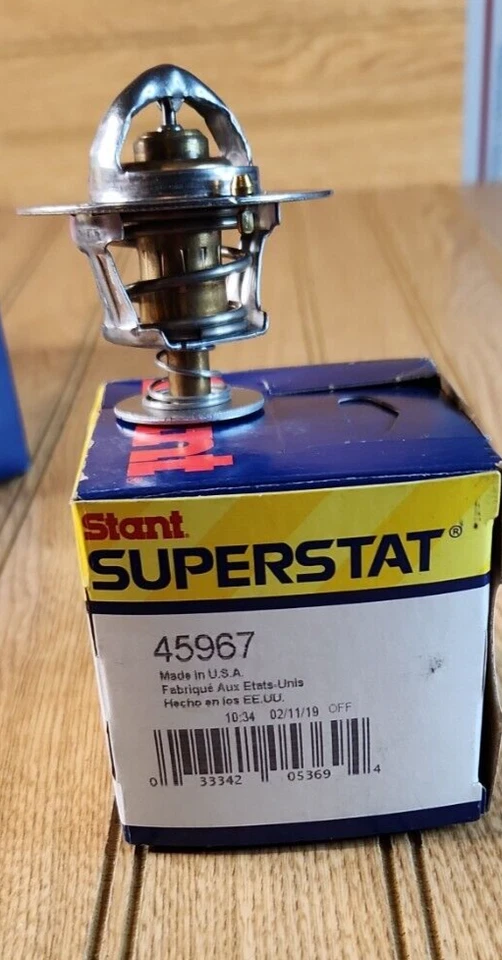 ant
Stant®
SUPERSTAT®
45967
Made in U.S.A.
Fabriqué Aux Etats-Unis
Hecho en los EE.UU.
10:34 02/11/19 OFF
0 33342 05369 4